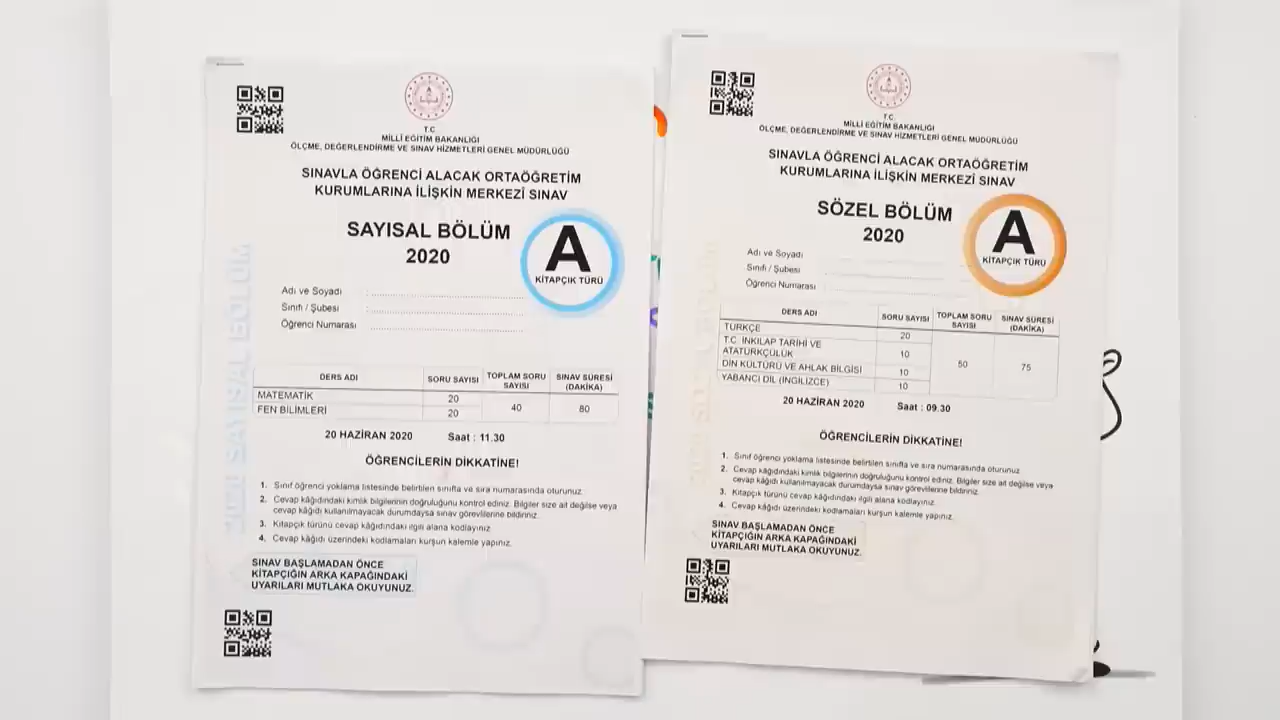 T.C.
MİLLİ EĞİTİM BAKANLIĞI
ÖLÇME, DEĞERLENDİRME VE SINAV HİZMETLERİ GENEL MÜDÜRLÜĞÜ
SINAVLA ÖĞRENCİ ALACAK ORTAÖĞRETİM
KURUMLARINA İLİŞKİN MERKEZÎ SINAV
SAYISAL BÖLÜM
2020
A
KİTAPÇIK TÜRÜ
Adı ve Soyadı :
Sınıfı / Şubesi :
Öğrenci Numarası :
DERS ADI SORU SAYISI TOPLAM SORU SAYISI SINAV SÜRESİ (DAKİKA)
MATEMATİK 20 40 80
FEN BİLİMLERİ 20
20 HAZİRAN 2020 Saat : 11.30
ÖĞRENCİLERİN DİKKATİNE!
1. Sınıf öğrenci yoklama listesinde belirtilen sınıfta ve sıra numarasında oturunuz.
2. Cevap kâğıdındaki kimlik bilgilerinin doğruluğunu kontrol ediniz. Bilgiler size ait değilse veya
cevap kâğıdı kullanılmayacak durumdaysa sınav görevlilerine bildiriniz.
3. Kitapçık türünü cevap kâğıdındaki ilgili alana kodlayınız.
4. Cevap kâğıdı üzerindeki kodlamaları kurşun kalemle yapınız.
SINAV BAŞLAMADAN ÖNCE
KİTAPÇIĞIN ARKA KAPAĞINDAKİ
UYARILARI MUTLAKA OKUYUNUZ.
SAYISAL BÖLÜM
T.C.
MİLLİ EĞİTİM BAKANLIĞI
ÖLÇME, DEĞERLENDİRME VE SINAV HİZMETLERİ GENEL MÜDÜRLÜĞÜ
SINAVLA ÖĞRENCİ ALACAK ORTAÖĞRETİM
KURUMLARINA İLİŞKİN MERKEZÎ SINAV
SÖZEL BÖLÜM
2020
A
KİTAPÇIK TÜRÜ
Adı ve Soyadı
Sınıfı / Şubesi
Öğrenci Numarası
DERS ADI SORU SAYISI TOPLAM SORU SAYISI SINAV SÜRESİ (DAKİKA)
TÜRKÇE 20 50 75
T.C. İNKILAP TARİHİ VE
ATATÜRKÇÜLÜK 10
DİN KÜLTÜRÜ VE AHLAK BİLGİSİ 10
YABANCI DİL (İNGİLİZCE) 10
20 HAZİRAN 2020 Saat : 09.30
ÖĞRENCİLERİN DİKKATİNE!
1. Sınıf öğrenci yoklama listesinde belirtilen sınıfta ve sıra numarasında oturunuz.
2. Cevap kâğıdındaki kimlik bilgilerinin doğruluğunu kontrol ediniz. Bilgiler size ait değilse veya
cevap kâğıdı kullanılmayacak durumdaysa sınav görevlilerine bildiriniz.
3. Kitapçık türünü cevap kâğıdındaki ilgili alana kodlayınız.
4. Cevap kâğıdı üzerindeki kodlamaları kurşun kalemle yapınız.
SINAV BAŞLAMADAN ÖNCE
KİTAPÇIĞIN ARKA KAPAĞINDAKİ
UYARILARI MUTLAKA OKUYUNUZ.